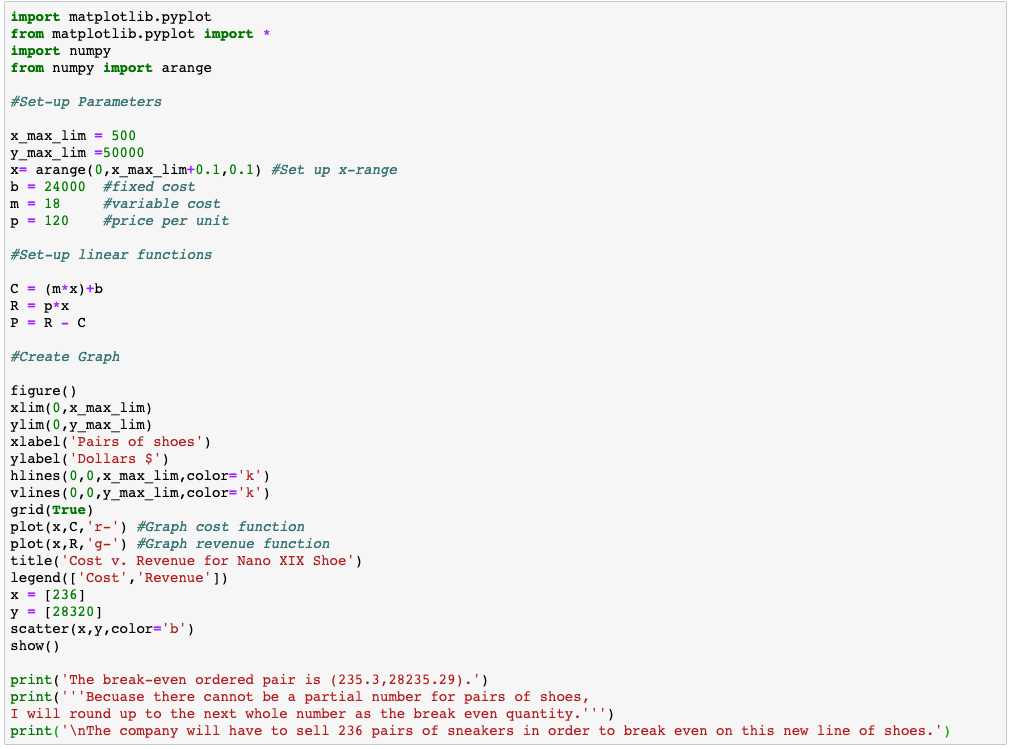 import matplotlib.pyplot
from matplotlib.pyplot import *
import numpy
from numpy import arange
#Set-up Parameters
x_max_lim = 500
y_max_lim =50000
x= arange(0,x_max_lim+0.1,0.1) #Set up x-range
b = 24000  #fixed cost
m = 18     #variable cost
p = 120    #price per unit
#Set-up linear functions
C = (m*x)+b
R = p*x
P = R - C
#Create Graph
figure()
xlim(0,x_max_lim)
ylim(0,y_max_lim)
xlabel('Pairs of shoes')
ylabel('Dollars $')
hlines(0,0,x_max_lim,color='k')
vlines(0,0,y_max_lim,color='k')
grid(True)
plot(x,C,'r-') #Graph cost function
plot(x,R,'g-') #Graph revenue function
title('Cost v. Revenue for Nano XIX Shoe')
legend(['Cost','Revenue'])
x = [236]
y = [28320]
scatter(x,y,color='b')
show()
print('The break-even ordered pair is (235.3,28235.29).')
print('''Becuase there cannot be a partial number for pairs of shoes,
I will round up to the next whole number as the break even quantity.''')
print('\nThe company will have to sell 236 pairs of sneakers in order to break even on this new line of shoes.')